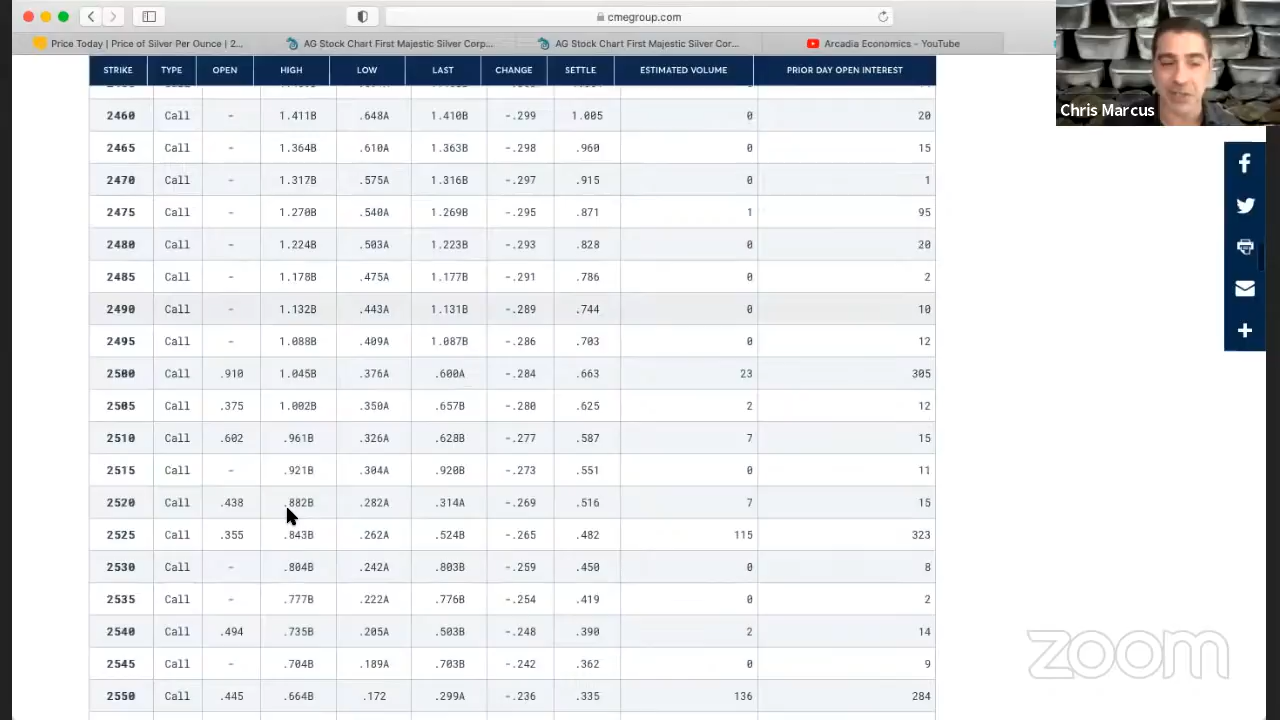 cmegroup.com
Price Today | Price of Silver Per Ounce | 2... AG Stock Chart First Majestic Silver Corp... AG Stock Chart First Majestic Silver Cor... Arcadia Economics - YouTube
STRIKE TYPE OPEN HIGH LOW LAST CHANGE SETTLE ESTIMATED VOLUME PRIOR DAY OPEN INTEREST
2460 Call - 1.411B .648A 1.410B -.299 1.005 0 20
2465 Call - 1.364B .610A 1.363B -.298 .960 0 15
2470 Call - 1.317B .575A 1.316B -.297 .915 0 1
2475 Call - 1.270B .540A 1.269B -.295 .871 1 95
2480 Call - 1.224B .503A 1.223B -.293 .828 0 20
2485 Call - 1.178B .475A 1.177B -.291 .786 0 2
2490 Call - 1.132B .443A 1.131B -.289 .744 0 10
2495 Call - 1.088B .409A 1.087B -.286 .703 0 12
2500 Call .910 1.045B .376A .600A -.284 .663 23 305
2505 Call .375 1.002B .350A .657B -.280 .625 2 12
2510 Call .602 .961B .326A .628B -.277 .587 7 15
2515 Call - .921B .304A .920B -.273 .551 0 11
2520 Call .438 .882B .282A .314A -.269 .516 7 15
2525 Call .355 .843B .262A .524B -.265 .482 115 323
2530 Call - .804B .242A .803B -.259 .450 0 8
2535 Call - .777B .222A .776B -.254 .419 0 2
2540 Call .494 .735B .205A .503B -.248 .390 2 14
2545 Call - .704B .189A .703B -.242 .362 0 9
2550 Call .445 .664B .172 .299A -.236 .335 136 284
Chris Marcus
zoom